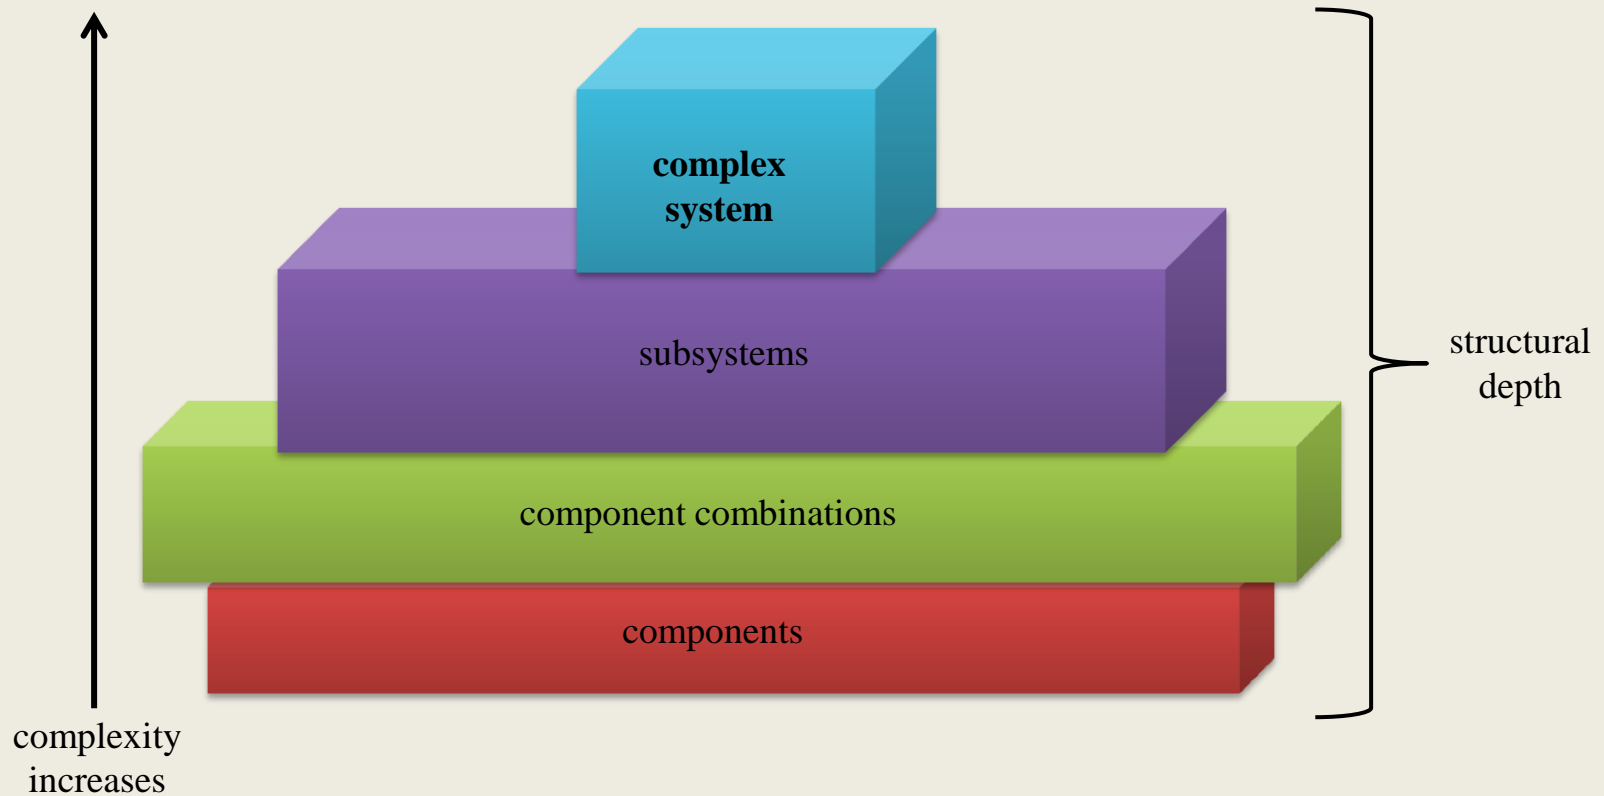 complex
system
subsystems
structural
depth
component combinations
components
complexity
increases